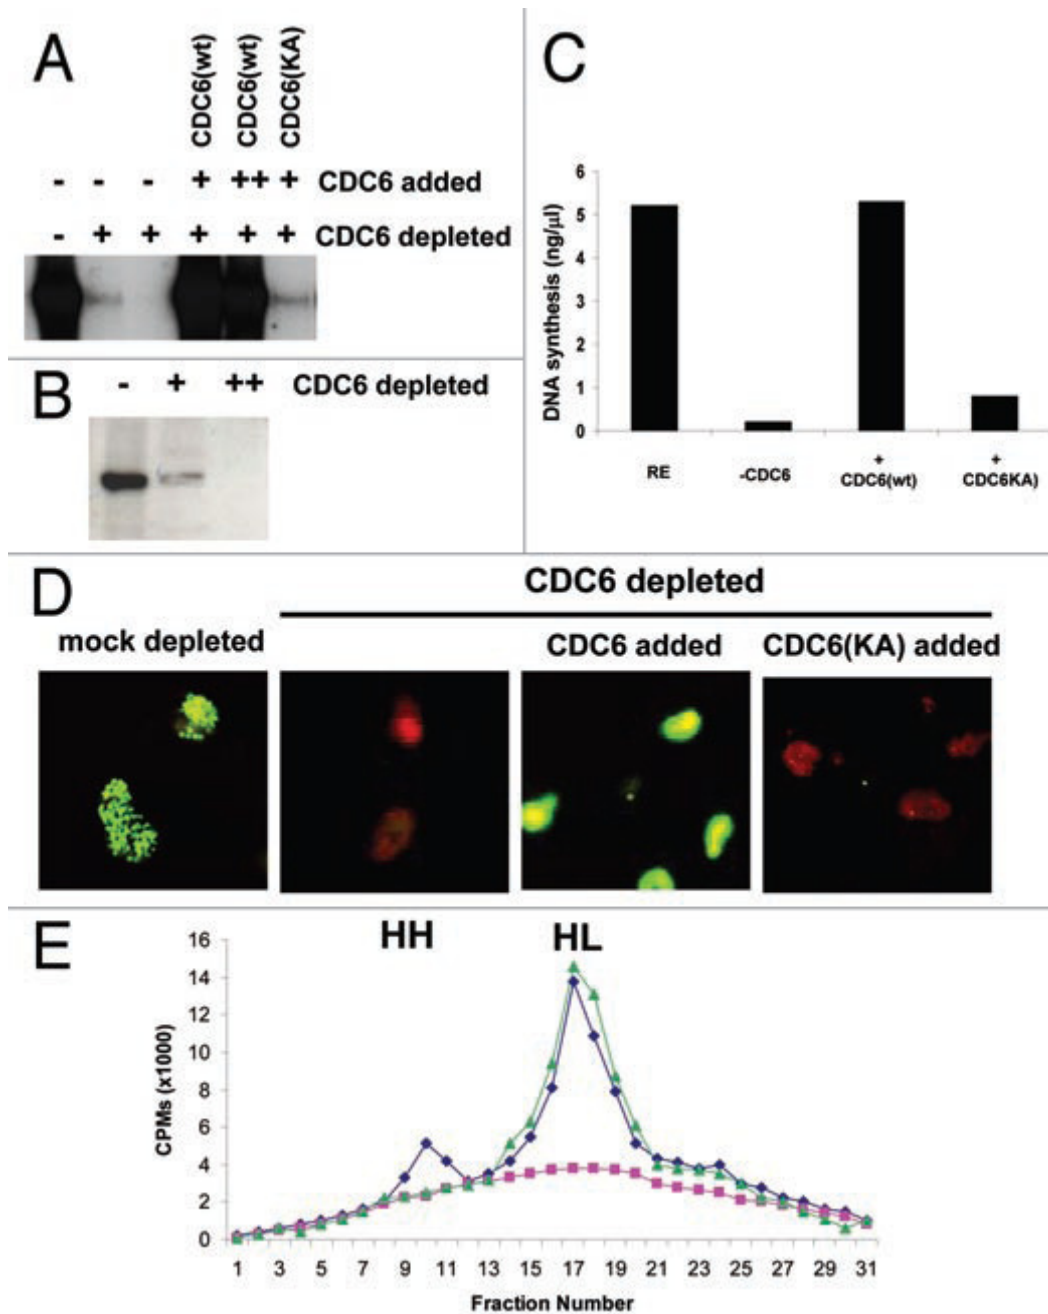 A
CDC6(wt)
CDC6(wt)
CDC6(KA)
- - - + ++ + CDC6 added
- + + + + + CDC6 depleted
B
- + ++ CDC6 depleted
C
DNA synthesis (ng/μl)
6
5
4
3
2
1
0
RE
-CDC6
+
CDC6(wt)
+
CDC6KA)
D
CDC6 depleted
mock depleted
CDC6 added
CDC6(KA) added
E
HH
HL
CPMs (x1000)
16
14
12
10
8
6
4
2
0
1 3 5 7 9 11 13 15 17 19 21 23 25 27 29 31
Fraction Number